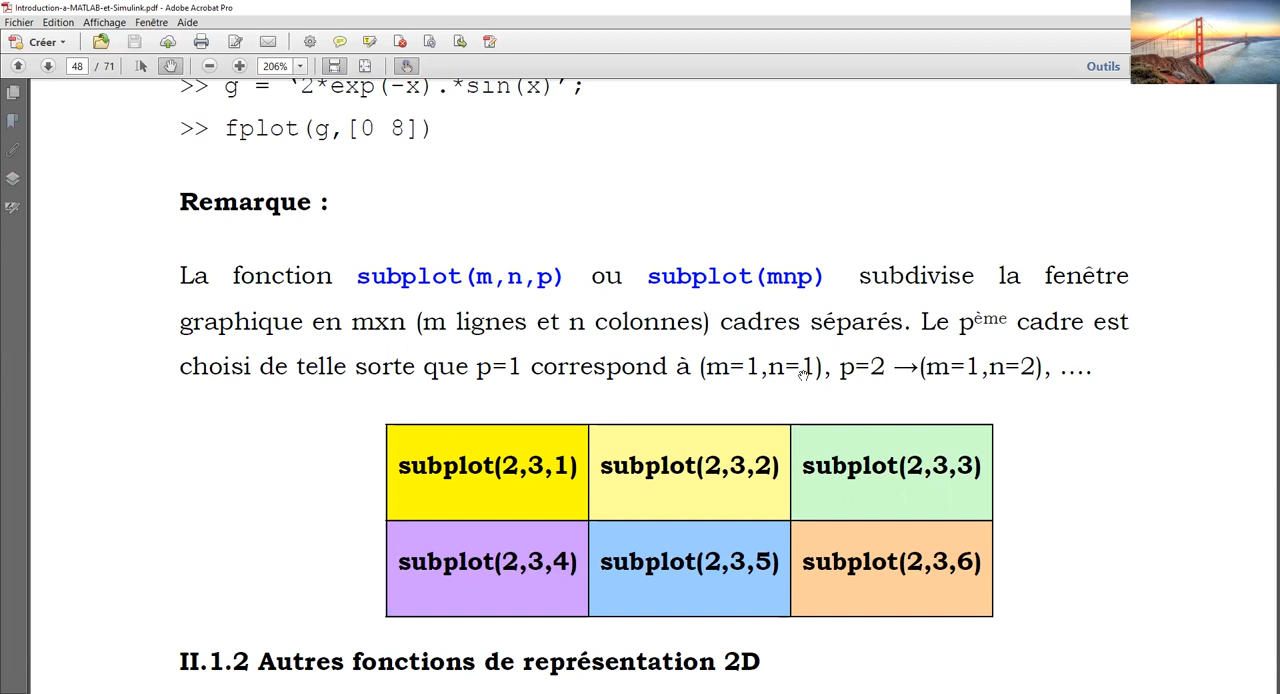 Introduction-a-MATLAB-et-Simulink.pdf - Adobe Acrobat Pro
Fichier Edition Affichage Fenêtre Aide
Créer
48 / 71 206% Outils
>> g = ‘2*exp(-x).*sin(x)’;
>> fplot(g,[0 8])
Remarque :
La fonction subplot(m,n,p) ou subplot(mnp) subdivise la fenêtre
graphique en mxn (m lignes et n colonnes) cadres séparés. Le pème cadre est
choisi de telle sorte que p=1 correspond à (m=1,n=1), p=2 →(m=1,n=2), ….
subplot(2,3,1) subplot(2,3,2) subplot(2,3,3)
subplot(2,3,4) subplot(2,3,5) subplot(2,3,6)
II.1.2 Autres fonctions de représentation 2D